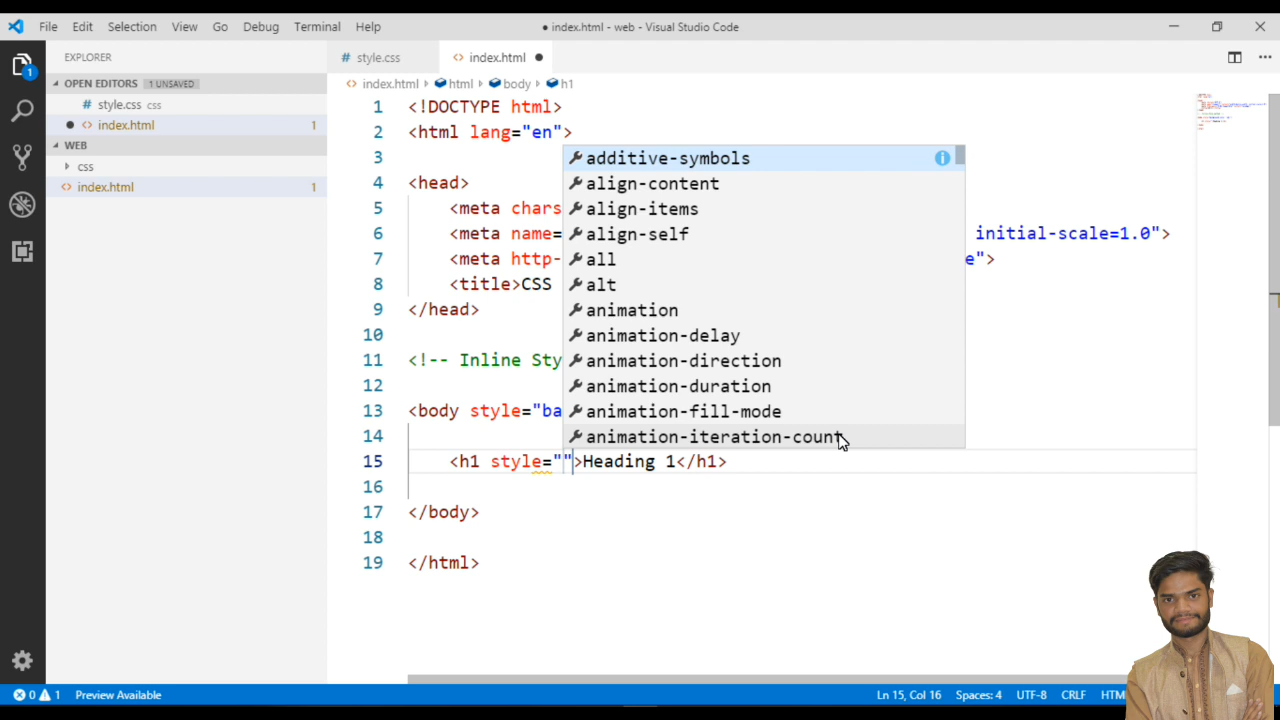 File Edit Selection View Go Debug Terminal Help
● index.html - web - Visual Studio Code
EXPLORER
OPEN EDITORS 1 UNSAVED
style.css css
index.html 1
WEB
css
index.html 1
style.css index.html
index.html html body h1
1 <!DOCTYPE html>
2 <html lang="en">
3
4 <head>
5 <meta chars
6 <meta name= initial-scale=1.0">
7 <meta http- e">
8 <title>CSS
9 </head>
10
11 <!-- Inline Sty
12
13 <body style="ba
14
15 <h1 style="">Heading 1</h1>
16
17 </body>
18
19 </html>
additive-symbols
align-content
align-items
align-self
all
alt
animation
animation-delay
animation-direction
animation-duration
animation-fill-mode
animation-iteration-count
1
0 1 Preview Available
Ln 15, Col 16 Spaces: 4 UTF-8 CRLF HTM